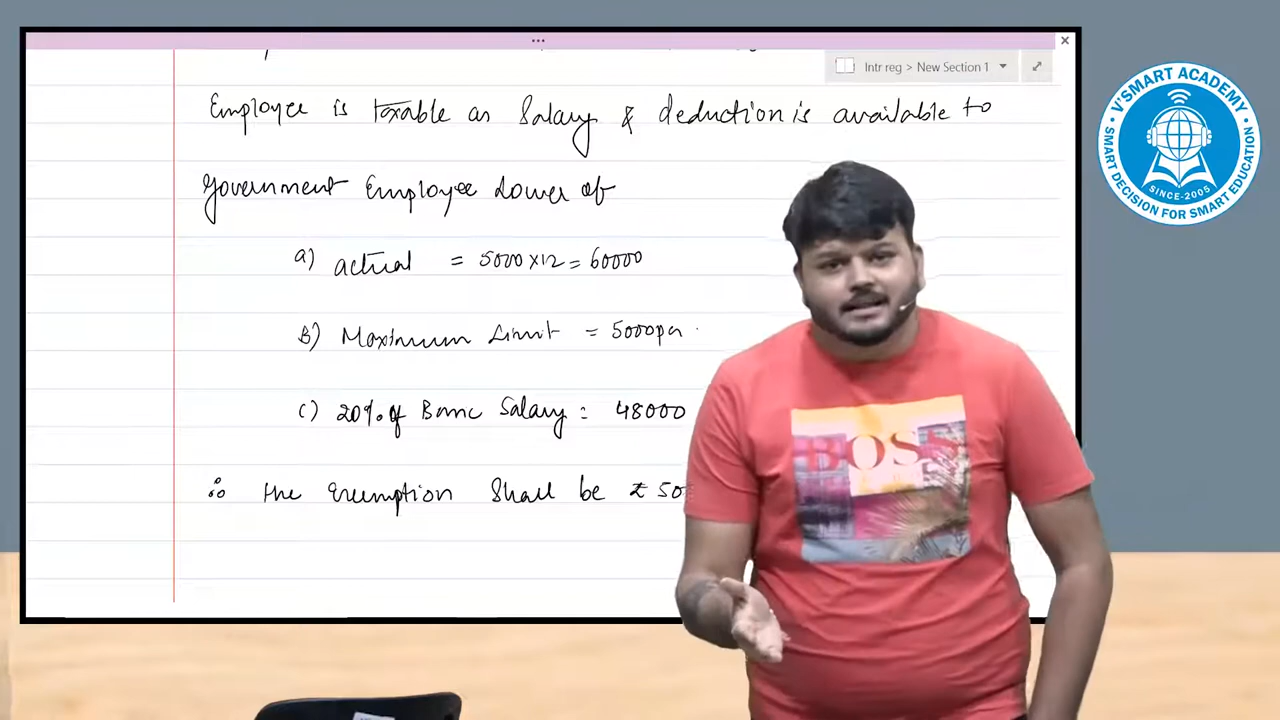 Intr reg > New Section 1
Employee is taxable as Salary & deduction is available to
Government Employee Lower of
a) actual = 5000 x 12 = 60000
B) Maximum Limit = 5000 pa
c) 20% of Basic Salary = 48000
∴ the Exemption Shall be ₹ 50
BOSS
V'SMART ACADEMY
SINCE-2005
SMART DECISION FOR SMART EDUCATION